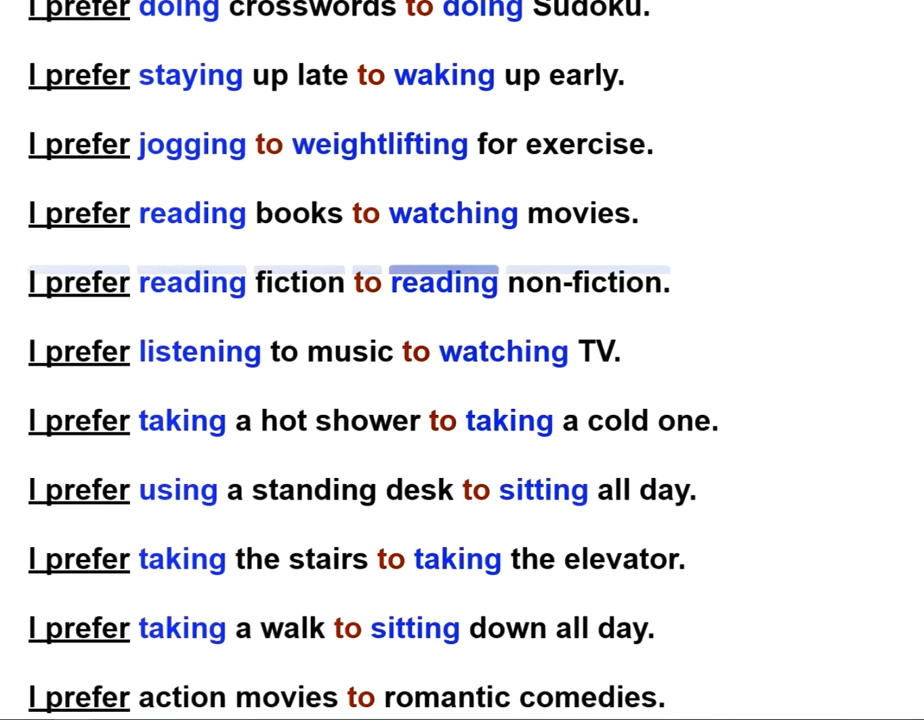 I prefer doing crosswords to doing Sudoku.
I prefer staying up late to waking up early.
I prefer jogging to weightlifting for exercise.
I prefer reading books to watching movies.
I prefer reading fiction to reading non-fiction.
I prefer listening to music to watching TV.
I prefer taking a hot shower to taking a cold one.
I prefer using a standing desk to sitting all day.
I prefer taking the stairs to taking the elevator.
I prefer taking a walk to sitting down all day.
I prefer action movies to romantic comedies.